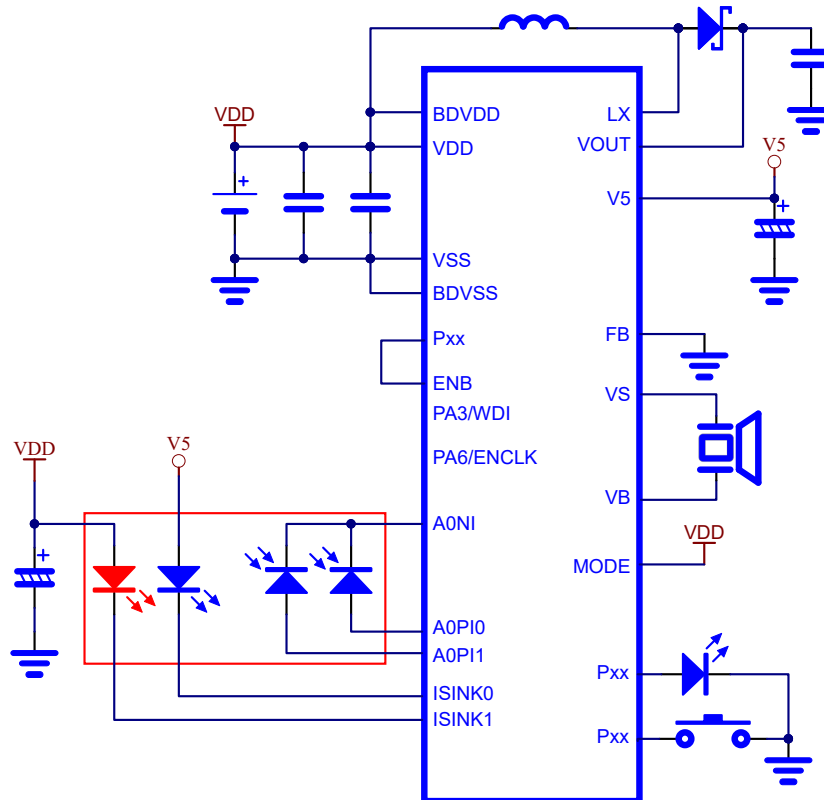 VDD
BDVDD
LX
VDD
VOUT
V5
V5
+
+
VSS
BDVSS
Pxx
FB
ENB
VS
PA3/WDI
VDD
V5
PA6/ENCLK
VB
A0NI
VDD
+
MODE
A0PI0
A0PI1
Pxx
ISINK0
ISINK1
Pxx